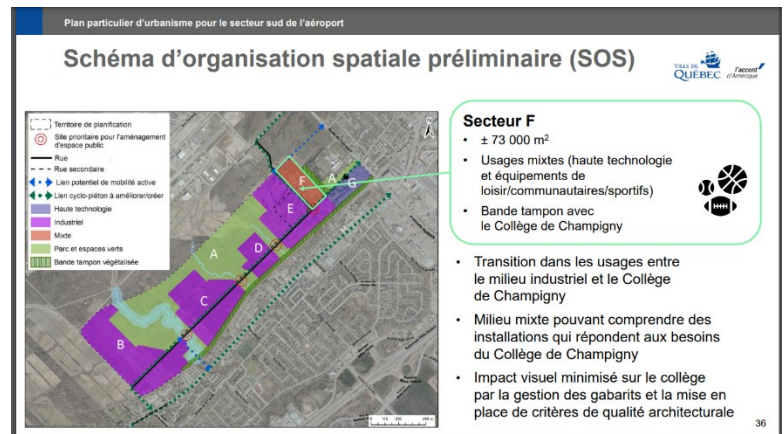 Plan particulier d'urbanisme pour le secteur sud de l'aéroport
Schéma d'organisation spatiale préliminaire (SOS)
VILLE DE
QUÉBEC
l'accent
d'Amérique
Territoire de planification
Site prioritaire pour l'aménagement
d'espace public
Rue
Rue secondaire
Lien potentiel de mobilité active
Lien cyclo-piéton à améliorer/créer
Haute technologie
Industriel
Mixte
Parc et espaces verts
Bande tampon végétalisée
F
A
G
E
A
D
C
B
Secteur F
• ± 73 000 m²
• Usages mixtes (haute technologie
et équipements de
loisir/communautaires/sportifs)
• Bande tampon avec
le Collège de Champigny
• Transition dans les usages entre
le milieu industriel et le Collège
de Champigny
• Milieu mixte pouvant comprendre des
installations qui répondent aux besoins
du Collège de Champigny
• Impact visuel minimisé sur le collège
par la gestion des gabarits et la mise en
place de critères de qualité architecturale
36